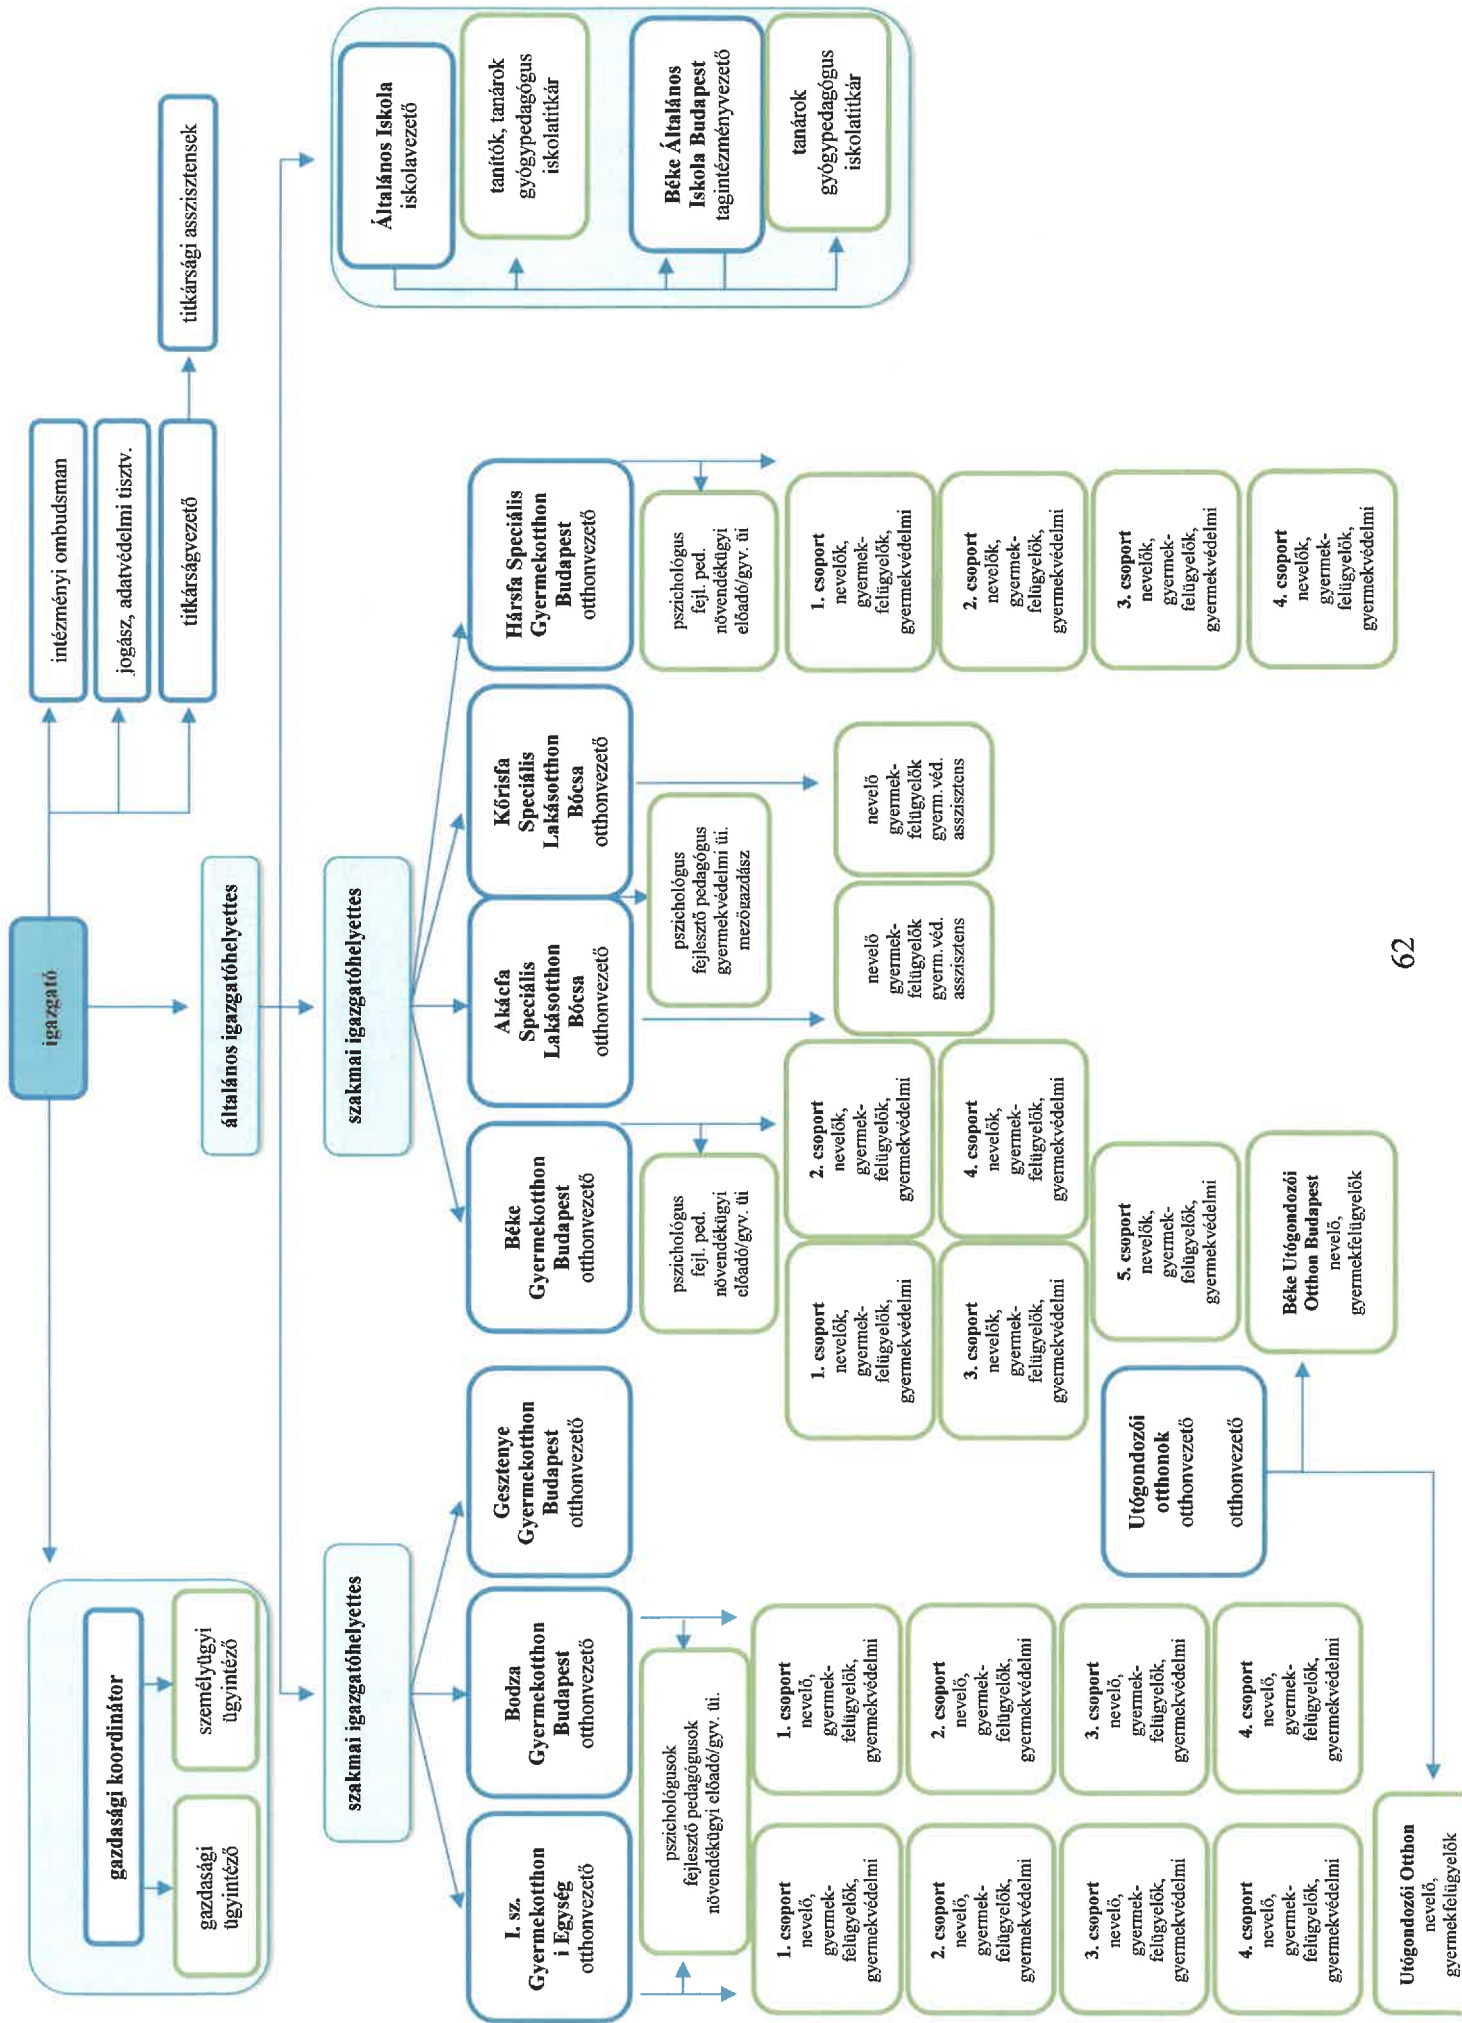 igazgató
intézményi ombudsman
jogász, adatvédelmi tisztv.
titkárságvezető
titkársági asszisztensek
gazdasági koordinátor
gazdasági
ügyintéző
személyügyi
ügyintéző
általános igazgatóhelyettes
szakmai igazgatóhelyettes
szakmai igazgatóhelyettes
Általános Iskola
iskolavezető
tanítók, tanárok
gyógypedagógus
iskolatitkár
Béke Általános
Iskola Budapest
tagintézményvezető
tanárok
gyógypedagógus
iskolatitkár
I. sz.
Gyermekotthon
i Egység
otthonvezető
Bodza
Gyermekotthon
Budapest
otthonvezető
Gesztenye
Gyermekotthon
Budapest
otthonvezető
Béke
Gyermekotthon
Budapest
otthonvezető
Akácfa
Speciális
Lakásotthon
Bócsa
otthonvezető
Kőrisfa
Speciális
Lakásotthon
Bócsa
otthonvezető
Hársfa Speciális
Gyermekotthon
Budapest
otthonvezető
pszichológusok
fejlesztő pedagógusok
növendékügyi előadó/gyv. üi.
pszichológus
fejl. ped.
növendékügyi
előadó/gyv. üi
pszichológus
fejlesztő pedagógus
gyermekvédelmi üi.
mezőgazdász
pszichológus
fejl. ped.
növendékügyi
előadó/gyv. üi
1. csoport
nevelő,
gyermek-
felügyelők,
gyermekvédelmi
1. csoport
nevelő,
gyermek-
felügyelők,
gyermekvédelmi
1. csoport
nevelők,
gyermek-
felügyelők,
gyermekvédelmi
2. csoport
nevelők,
gyermek-
felügyelők,
gyermekvédelmi
nevelő
gyermek-
felügyelők
gyerm.véd.
asszisztens
nevelő
gyermek-
felügyelők
gyerm.véd.
asszisztens
1. csoport
nevelők,
gyermek-
felügyelők,
gyermekvédelmi
2. csoport
nevelő,
gyermek-
felügyelők,
gyermekvédelmi
2. csoport
nevelő,
gyermek-
felügyelők,
gyermekvédelmi
3. csoport
nevelők,
gyermek-
felügyelők,
gyermekvédelmi
4. csoport
nevelők,
gyermek-
felügyelők,
gyermekvédelmi
2. csoport
nevelők,
gyermek-
felügyelők,
gyermekvédelmi
3. csoport
nevelő,
gyermek-
felügyelők,
gyermekvédelmi
3. csoport
nevelő,
gyermek-
felügyelők,
gyermekvédelmi
Utógondozói
otthonok
otthonvezető
otthonvezető
5. csoport
nevelők,
gyermek-
felügyelők,
gyermekvédelmi
3. csoport
nevelők,
gyermek-
felügyelők,
gyermekvédelmi
4. csoport
nevelő,
gyermek-
felügyelők,
gyermekvédelmi
4. csoport
nevelő,
gyermek-
felügyelők,
gyermekvédelmi
Béke Utógondozói
Otthon Budapest
nevelő,
gyermekfelügyelők
4. csoport
nevelők,
gyermek-
felügyelők,
gyermekvédelmi
Utógondozói Otthon
nevelő,
gyermekfelügyelők
62